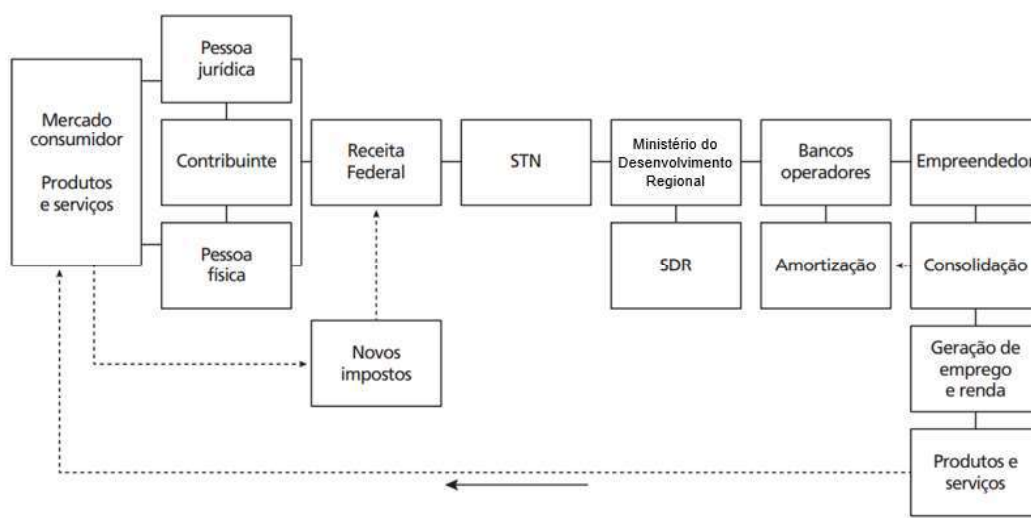 Pessoa
jurídica
Mercado
consumidor
Produtos
e serviços
Contribuinte
Pessoa
física
Receita
Federal
Novos
impostos
STN
Ministério do
Desenvolvimento
Regional
SDR
Bancos
operadores
Amortização
Empreendedor
Consolidação
Geração de
emprego
e renda
Produtos e
serviços